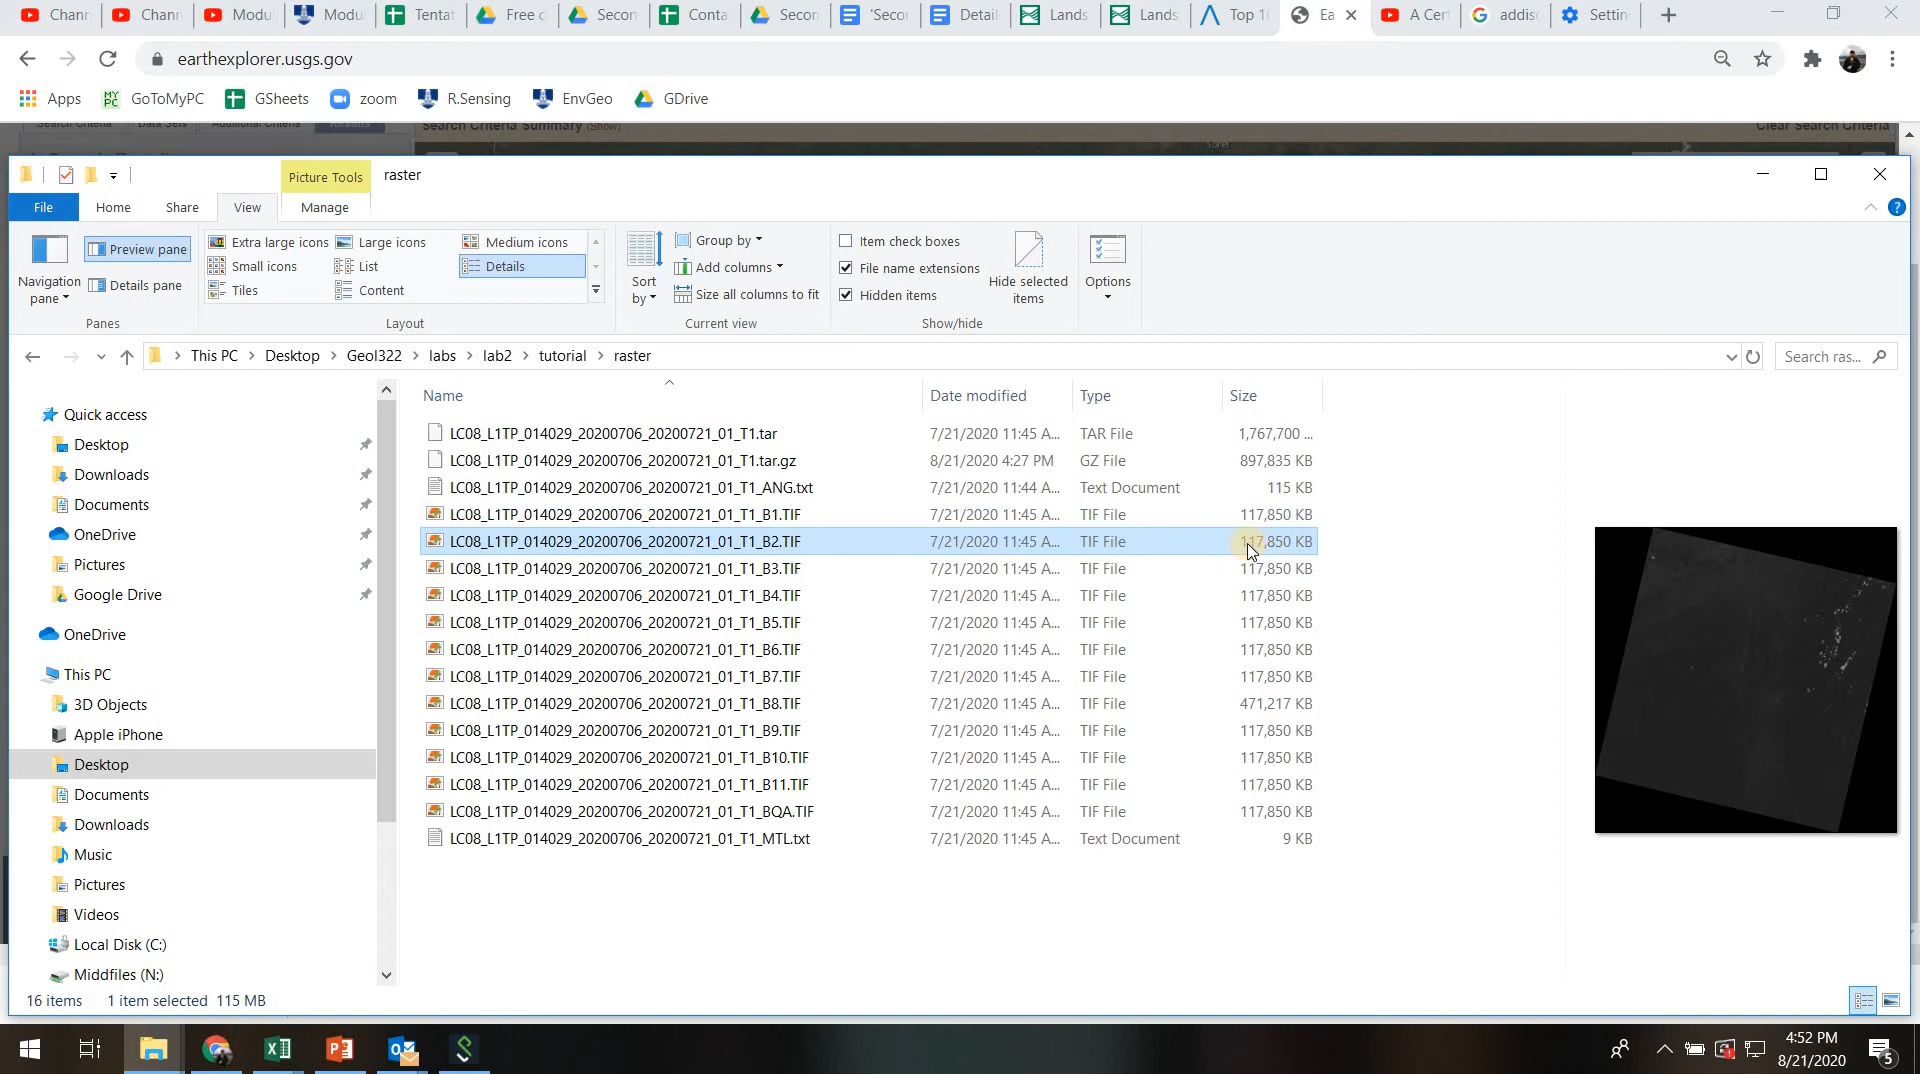 Chann
Chann
Modu
Modu
Tentat
Free c
Secon
Conta
Secon
'Secon
Detail
Lands
Lands
Top 1
Ea
A Cert
addis
Settin
earthexplorer.usgs.gov
Apps
GoToMyPC
GSheets
zoom
R.Sensing
EnvGeo
GDrive
Search Criteria Summary (Show)
Clear Search Criteria
Picture Tools
raster
File
Home
Share
View
Manage
Navigation pane
Preview pane
Details pane
Panes
Extra large icons
Large icons
Medium icons
Small icons
List
Details
Tiles
Content
Layout
Sort by
Group by
Add columns
Size all columns to fit
Current view
Item check boxes
File name extensions
Hidden items
Hide selected items
Show/hide
Options
This PC > Desktop > Geol322 > labs > lab2 > tutorial > raster
Search ras...
Quick access
Desktop
Downloads
Documents
OneDrive
Pictures
Google Drive
OneDrive
This PC
3D Objects
Apple iPhone
Desktop
Documents
Downloads
Music
Pictures
Videos
Local Disk (C:)
Middfiles (N:)
Name Date modified Type Size
LC08_L1TP_014029_20200706_20200721_01_T1.tar 7/21/2020 11:45 A... TAR File 1,767,700 ...
LC08_L1TP_014029_20200706_20200721_01_T1.tar.gz 8/21/2020 4:27 PM GZ File 897,835 KB
LC08_L1TP_014029_20200706_20200721_01_T1_ANG.txt 7/21/2020 11:44 A... Text Document 115 KB
LC08_L1TP_014029_20200706_20200721_01_T1_B1.TIF 7/21/2020 11:45 A... TIF File 117,850 KB
LC08_L1TP_014029_20200706_20200721_01_T1_B2.TIF 7/21/2020 11:45 A... TIF File 117,850 KB
LC08_L1TP_014029_20200706_20200721_01_T1_B3.TIF 7/21/2020 11:45 A... TIF File 117,850 KB
LC08_L1TP_014029_20200706_20200721_01_T1_B4.TIF 7/21/2020 11:45 A... TIF File 117,850 KB
LC08_L1TP_014029_20200706_20200721_01_T1_B5.TIF 7/21/2020 11:45 A... TIF File 117,850 KB
LC08_L1TP_014029_20200706_20200721_01_T1_B6.TIF 7/21/2020 11:45 A... TIF File 117,850 KB
LC08_L1TP_014029_20200706_20200721_01_T1_B7.TIF 7/21/2020 11:45 A... TIF File 117,850 KB
LC08_L1TP_014029_20200706_20200721_01_T1_B8.TIF 7/21/2020 11:45 A... TIF File 471,217 KB
LC08_L1TP_014029_20200706_20200721_01_T1_B9.TIF 7/21/2020 11:45 A... TIF File 117,850 KB
LC08_L1TP_014029_20200706_20200721_01_T1_B10.TIF 7/21/2020 11:45 A... TIF File 117,850 KB
LC08_L1TP_014029_20200706_20200721_01_T1_B11.TIF 7/21/2020 11:45 A... TIF File 117,850 KB
LC08_L1TP_014029_20200706_20200721_01_T1_BQA.TIF 7/21/2020 11:45 A... TIF File 117,850 KB
LC08_L1TP_014029_20200706_20200721_01_T1_MTL.txt 7/21/2020 11:45 A... Text Document 9 KB
16 items 1 item selected 115 MB
4:52 PM
8/21/2020
5